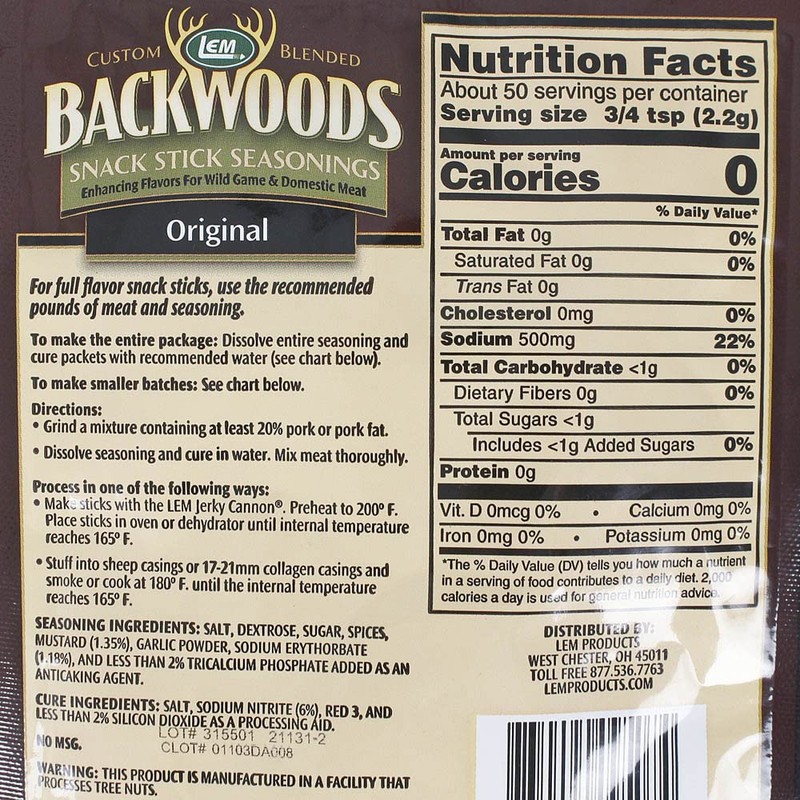 LEM
CUSTOM BLENDED
BACKWOODS
SNACK STICK SEASONINGS
Enhancing Flavors For Wild Game & Domestic Meat
Original
For full flavor snack sticks, use the recommended
pounds of meat and seasoning.
To make the entire package: Dissolve entire seasoning and
cure packets with recommended water (see chart below).
To make smaller batches: See chart below.
Directions:
• Grind a mixture containing at least 20% pork or pork fat.
• Dissolve seasoning and cure in water. Mix meat thoroughly.
Process in one of the following ways:
• Make sticks with the LEM Jerky Cannon®. Preheat to 200° F.
Place sticks in oven or dehydrator until internal temperature
reaches 165° F.
• Stuff into sheep casings or 17-21mm collagen casings and
smoke or cook at 180° F. until the internal temperature
reaches 165° F.
SEASONING INGREDIENTS: SALT, DEXTROSE, SUGAR, SPICES,
MUSTARD (1.35%), GARLIC POWDER, SODIUM ERYTHORBATE
(1.18%), AND LESS THAN 2% TRICALCIUM PHOSPHATE ADDED AS AN
ANTICAKING AGENT.
CURE INGREDIENTS: SALT, SODIUM NITRITE (6%), RED 3, AND
LESS THAN 2% SILICON DIOXIDE AS A PROCESSING AID.
LOT# 315501 21131-2
NO MSG.
CLOT# 01103DA008
WARNING: THIS PRODUCT IS MANUFACTURED IN A FACILITY THAT
PROCESSES TREE NUTS.
Nutrition Facts
About 50 servings per container
Serving size 3/4 tsp (2.2g)
Amount per serving
Calories 0
% Daily Value*
Total Fat 0g 0%
Saturated Fat 0g 0%
Trans Fat 0g
Cholesterol 0mg 0%
Sodium 500mg 22%
Total Carbohydrate <1g 0%
Dietary Fibers 0g 0%
Total Sugars <1g
Includes <1g Added Sugars 0%
Protein 0g
Vit. D 0mcg 0% • Calcium 0mg 0%
Iron 0mg 0% • Potassium 0mg 0%
*The % Daily Value (DV) tells you how much a nutrient
in a serving of food contributes to a daily diet. 2,000
calories a day is used for general nutrition advice.
DISTRIBUTED BY:
LEM PRODUCTS
WEST CHESTER, OH 45011
TOLL FREE 877.536.7763
LEMPRODUCTS.COM